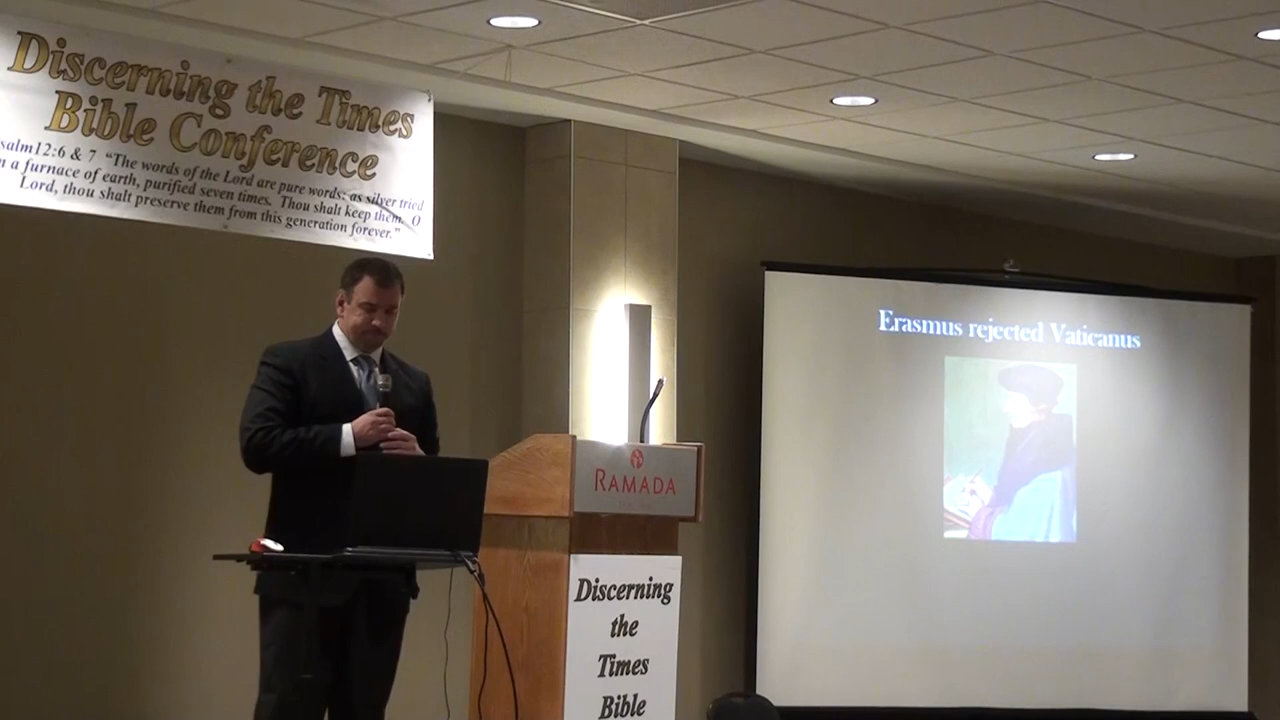 Discerning the Times
Bible Conference
salm12:6 & 7 "The words of the Lord are pure words: as silver tried
n a furnace of earth, purified seven times. Thou shalt keep them, O
Lord, thou shalt preserve them from this generation forever."
Erasmus rejected Vaticanus
RAMADA
Discerning
the
Times
Bible